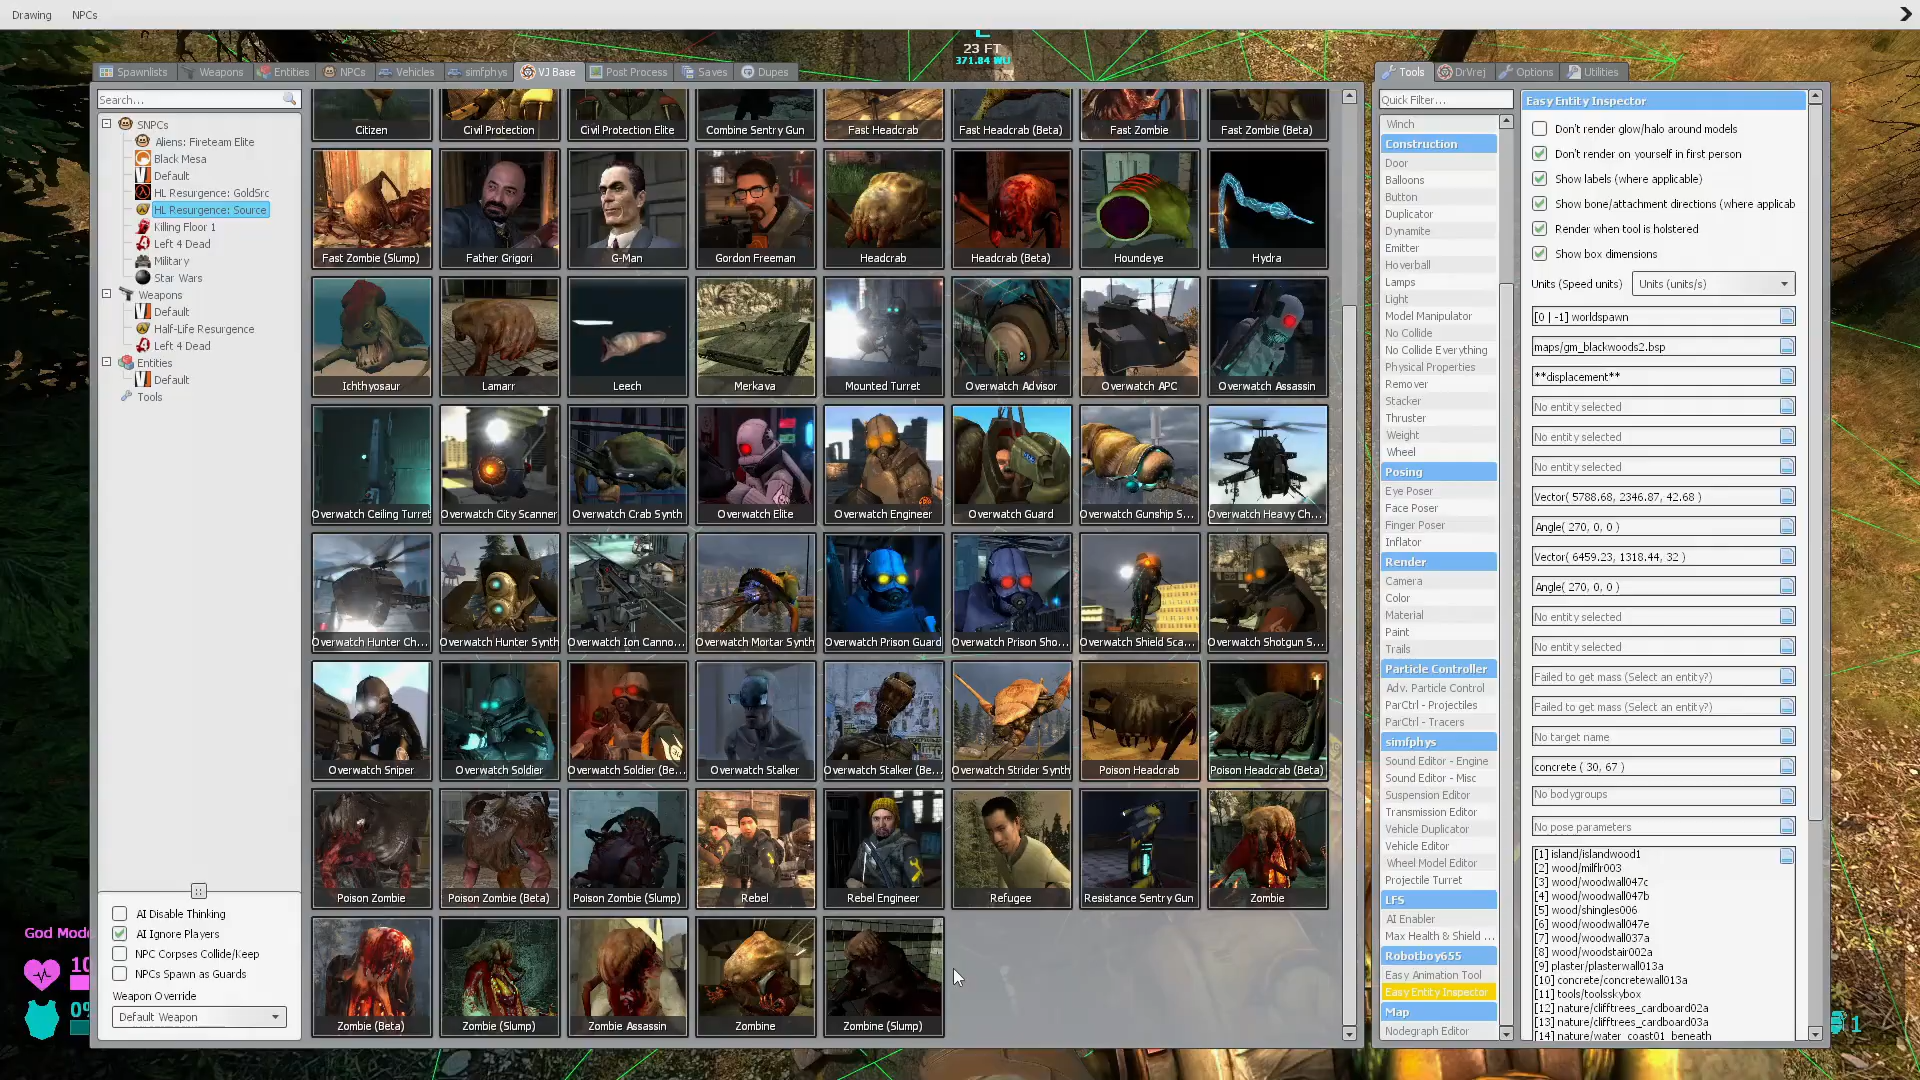 Drawing
NPCs
23 FT
371.84 WU
Spawnlists
Weapons
Entities
NPCs
Vehicles
simfphys
VJ Base
Post Process
Saves
Dupes
Search...
SNPCs
Aliens: Fireteam Elite
Black Mesa
Default
HL Resurgence: GoldSrc
HL Resurgence: Source
Killing Floor 1
Left 4 Dead
Military
Star Wars
Weapons
Default
Half-Life Resurgence
Left 4 Dead
Entities
Default
Tools
AI Disable Thinking
AI Ignore Players
NPC Corpses Collide/Keep
NPCs Spawn as Guards
Weapon Override
Default Weapon
God Mode
10
0%
Citizen
Civil Protection
Civil Protection Elite
Combine Sentry Gun
Fast Headcrab
Fast Headcrab (Beta)
Fast Zombie
Fast Zombie (Beta)
Fast Zombie (Slump)
Father Grigori
G-Man
Gordon Freeman
Headcrab
Headcrab (Beta)
Houndeye
Hydra
Ichthyosaur
Lamarr
Leech
Merkava
Mounted Turret
Overwatch Advisor
Overwatch APC
Overwatch Assassin
Overwatch Ceiling Turret
Overwatch City Scanner
Overwatch Crab Synth
Overwatch Elite
Overwatch Engineer
Overwatch Guard
Overwatch Gunship S...
Overwatch Heavy Ch...
Overwatch Hunter Ch...
Overwatch Hunter Synth
Overwatch Ion Canno...
Overwatch Mortar Synth
Overwatch Prison Guard
Overwatch Prison Sho...
Overwatch Shield Sca...
Overwatch Shotgun S...
Overwatch Sniper
Overwatch Soldier
Overwatch Soldier (Be...
Overwatch Stalker
Overwatch Stalker (Be...
Overwatch Strider Synth
Poison Headcrab
Poison Headcrab (Beta)
Poison Zombie
Poison Zombie (Beta)
Poison Zombie (Slump)
Rebel
Rebel Engineer
Refugee
Resistance Sentry Gun
Zombie
Zombie (Beta)
Zombie (Slump)
Zombie Assassin
Zombine
Zombine (Slump)
Tools
DrVrej
Options
Utilities
Quick Filter...
Winch
Construction
Door
Balloons
Button
Duplicator
Dynamite
Emitter
Hoverball
Lamps
Light
Model Manipulator
No Collide
No Collide Everything
Physical Properties
Remover
Stacker
Thruster
Weight
Wheel
Posing
Eye Poser
Face Poser
Finger Poser
Inflator
Render
Camera
Color
Material
Paint
Trails
Particle Controller
Adv. Particle Control
ParCtrl - Projectiles
ParCtrl - Tracers
simfphys
Sound Editor - Engine
Sound Editor - Misc
Suspension Editor
Transmission Editor
Vehicle Duplicator
Vehicle Editor
Wheel Model Editor
Projectile Turret
LFS
AI Enabler
Max Health & Shield ...
Robotboy655
Easy Animation Tool
Easy Entity Inspector
Map
Nodegraph Editor
Easy Entity Inspector
Don't render glow/halo around models
Don't render on yourself in first person
Show labels (where applicable)
Show bone/attachment directions (where applicab
Render when tool is holstered
Show box dimensions
Units (Speed units)
Units (units/s)
[0 | -1] worldspawn
maps/gm_blackwoods2.bsp
**displacement**
No entity selected
No entity selected
No entity selected
Vector( 5788.68, 2346.87, 42.68 )
Angle( 270, 0, 0 )
Vector( 6459.23, 1318.44, 32 )
Angle( 270, 0, 0 )
No entity selected
No entity selected
Failed to get mass (Select an entity?)
Failed to get mass (Select an entity?)
No target name
concrete ( 30, 67 )
No bodygroups
No pose parameters
[1] island/islandwood1
[2] wood/milflr003
[3] wood/woodwall047c
[4] wood/woodwall047b
[5] wood/shingles006
[6] wood/woodwall047e
[7] wood/woodwall037a
[8] wood/woodstair002a
[9] plaster/plasterwall013a
[10] concrete/concretewall013a
[11] tools/toolsskybox
[12] nature/clifftrees_cardboard02a
[13] nature/clifftrees_cardboard03a
[14] nature/water_coast01_beneath
1